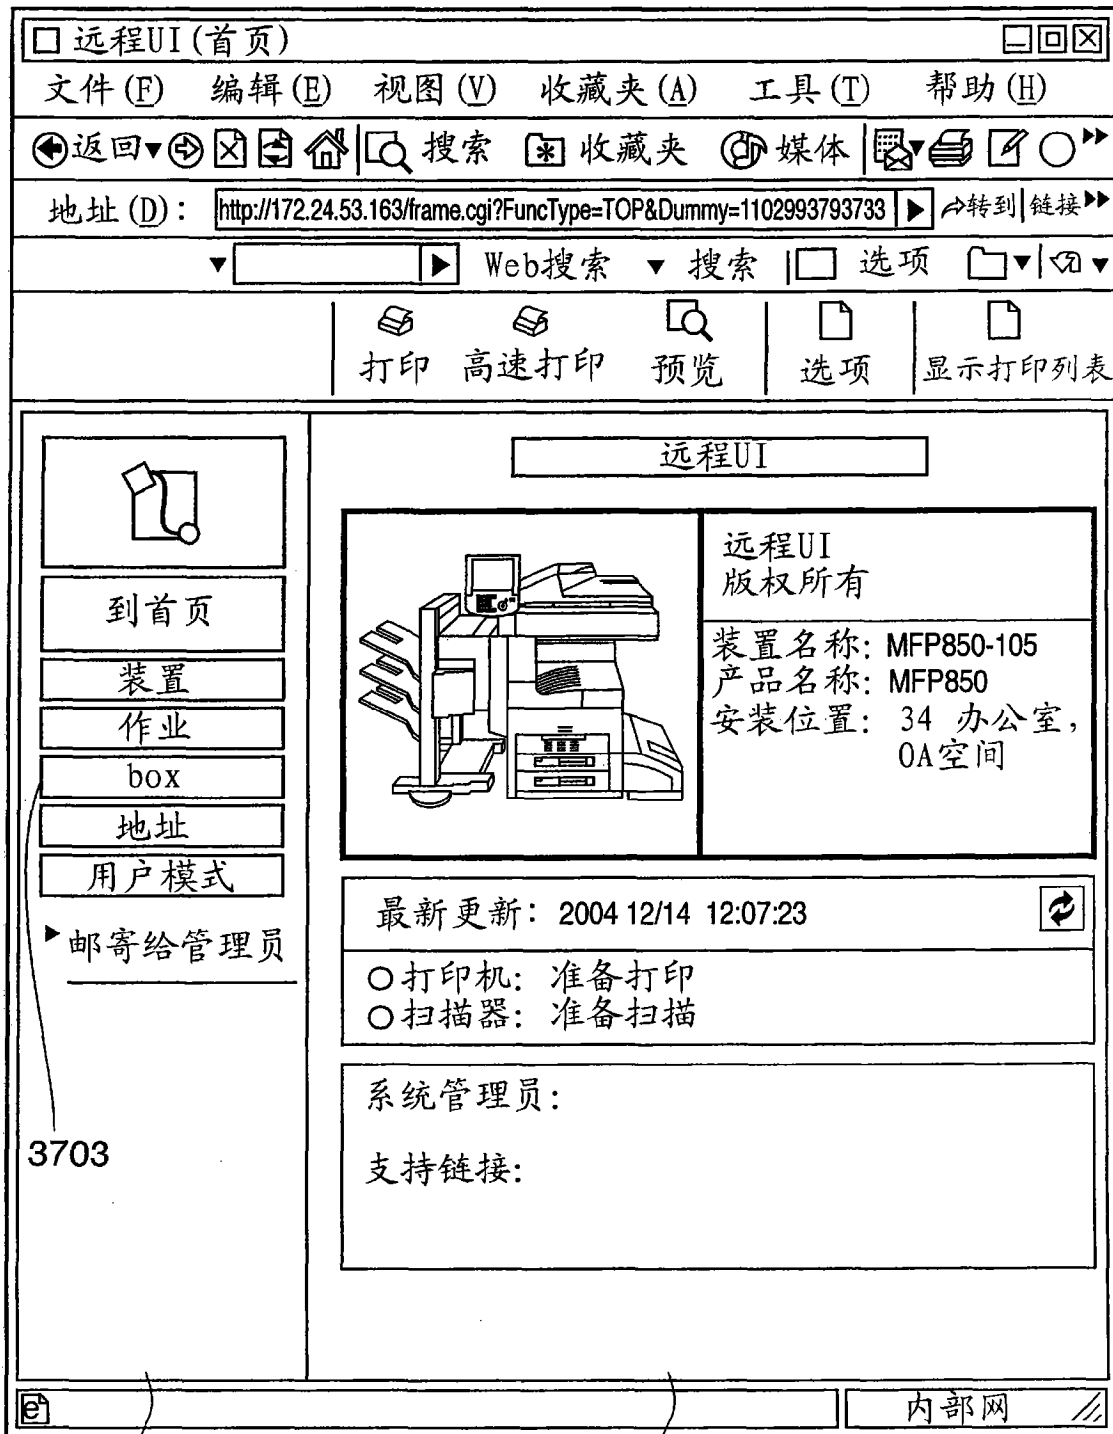 远程UI(首页)
文件(F) 编辑(E) 视图(V) 收藏夹(A) 工具(T) 帮助(H)
返回 搜索 收藏夹 媒体
地址(D): http://172.24.53.163/frame.cgi?FuncType=TOP&Dummy=1102993793733 转到 链接
Web搜索 搜索 选项
打印 高速打印 预览 选项 显示打印列表
到首页
装置
作业
box
地址
用户模式
邮寄给管理员
3703
远程UI
远程UI
版权所有
装置名称: MFP850-105
产品名称: MFP850
安装位置: 34 办公室,
OA空间
最新更新: 2004 12/14 12:07:23
打印机: 准备打印
扫描器: 准备扫描
系统管理员:
支持链接:
内部网